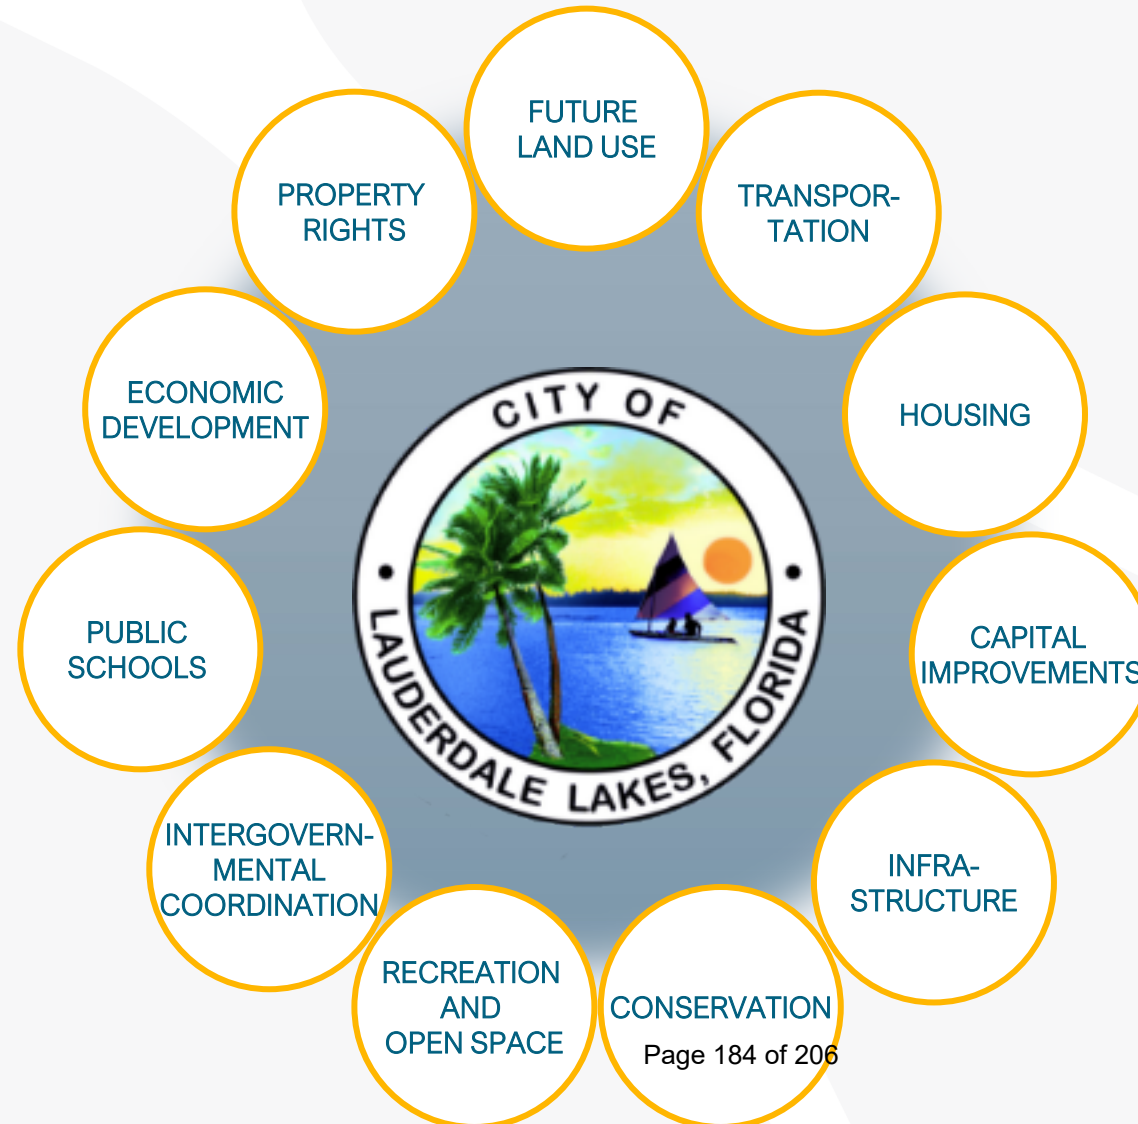 FUTURE
LAND USE
TRANSPOR-
TATION
HOUSING
CAPITAL
IMPROVEMENTS
INFRA-
STRUCTURE
CONSERVATION
Page 184 of 206
RECREATION
AND
OPEN SPACE
INTERGOVERN-
MENTAL
COORDINATION
PUBLIC
SCHOOLS
ECONOMIC
DEVELOPMENT
PROPERTY
RIGHTS
CITY OF
LAUDERDALE LAKES, FLORIDA